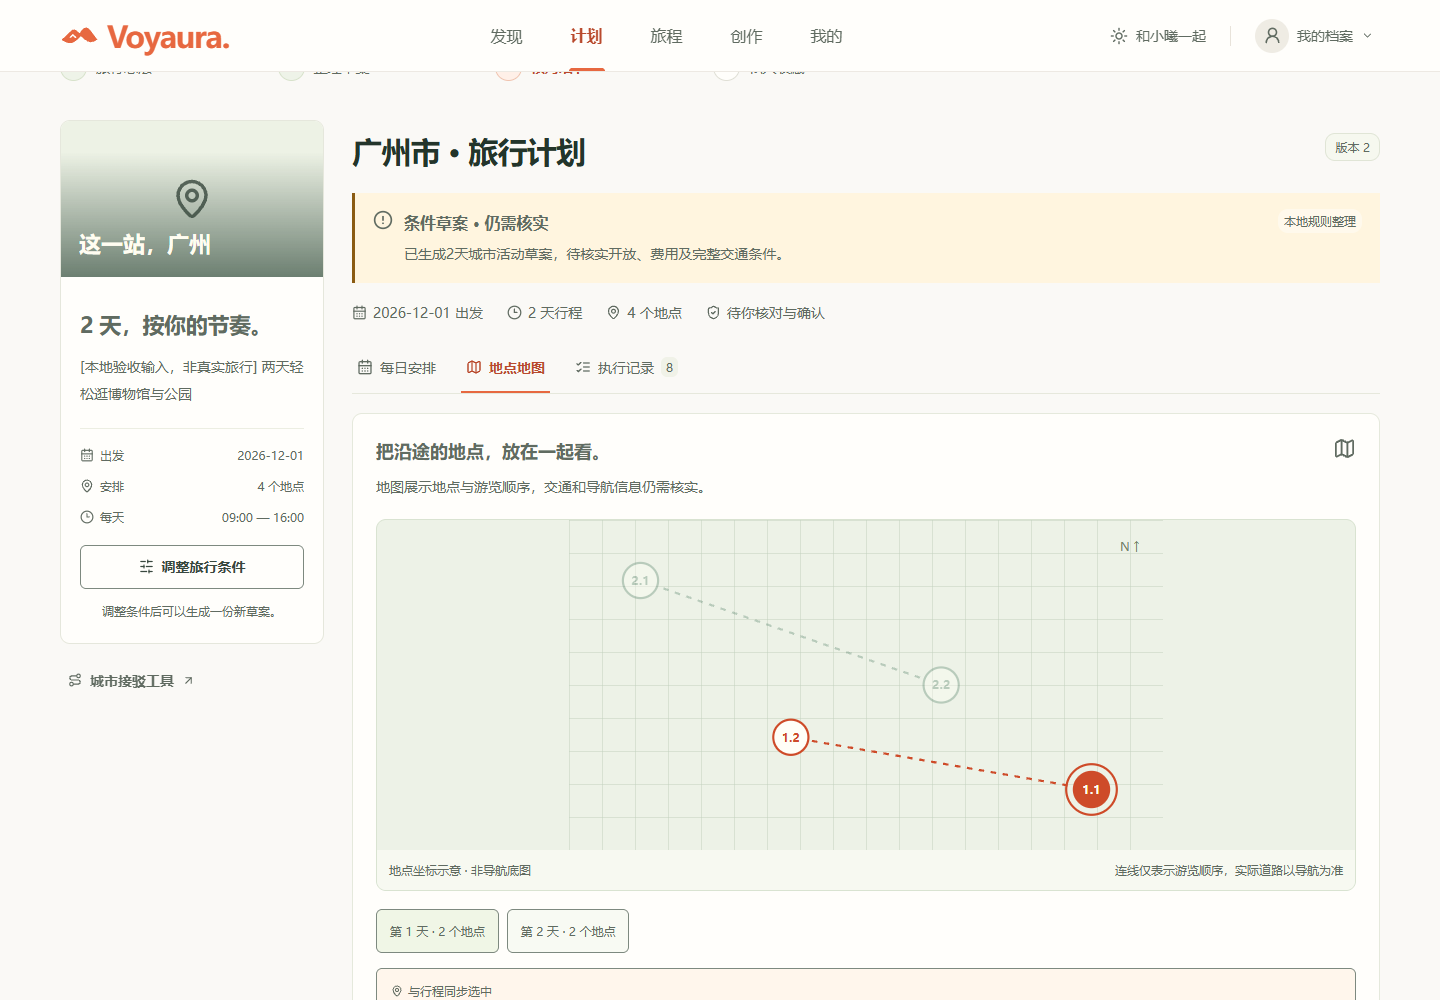 Voyaura.
发现
计划
旅程
创作
我的
和小曦一起
我的档案
广州市 • 旅行计划
版本 2
这一站，广州
条件草案 • 仍需核实
本地规则整理
已生成2天城市活动草案，待核实开放、费用及完整交通条件。
2026-12-01 出发
2 天行程
4 个地点
待你核对与确认
2 天，按你的节奏。
[本地验收输入，非真实旅行] 两天轻
松逛博物馆与公园
出发
2026-12-01
安排
4 个地点
每天
09:00 — 16:00
调整旅行条件
调整条件后可以生成一份新草案。
城市接驳工具
每日安排
地点地图
执行记录
8
把沿途的地点，放在一起看。
地图展示地点与游览顺序，交通和导航信息仍需核实。
N↑
2.1
2.2
1.2
1.1
地点坐标示意 · 非导航底图
连线仅表示游览顺序，实际道路以导航为准
第 1 天 · 2 个地点
第 2 天 · 2 个地点
与行程同步选中